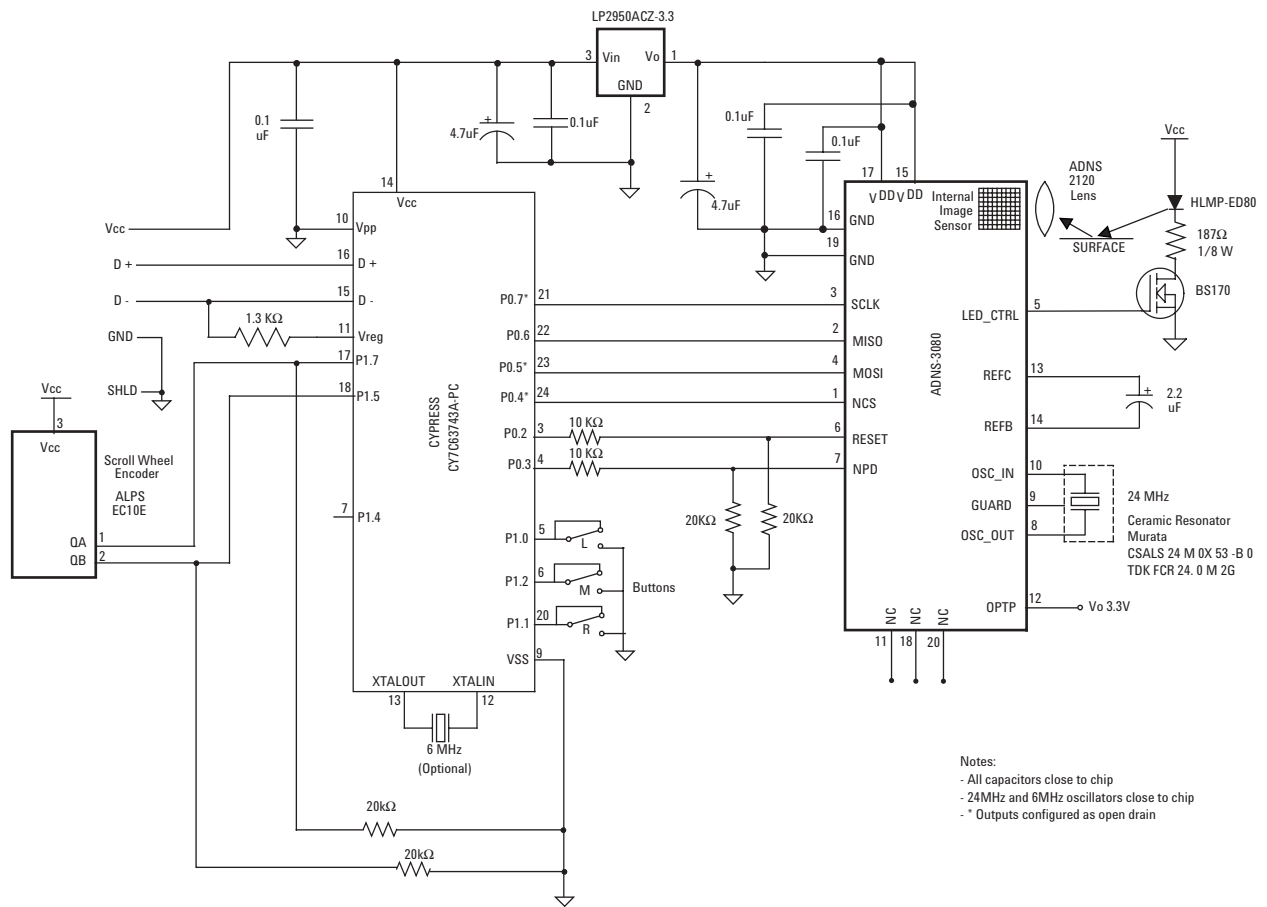 LP2950ACZ-3.3
3
Vin
Vo
1
GND
2
0.1
uF
4.7uF
+
0.1uF
0.1uF
0.1uF
+
4.7uF
14
Vcc
Vcc
10
Vpp
D +
16
D +
D -
15
D -
1.3 KΩ
11
Vreg
GND
17
P1.7
SHLD
18
P1.5
Vcc
3
Vcc
Scroll Wheel
Encoder
ALPS
EC10E
QA
1
QB
2
7
P1.4
CYPRESS
CY7C63743A-PC
P0.7*
21
P0.6
22
P0.5*
23
P0.4*
24
P0.2
3
10 KΩ
P0.3
4
10 KΩ
20KΩ
20KΩ
P1.0
5
L
P1.2
6
M
Buttons
P1.1
20
R
VSS
9
XTALOUT
XTALIN
13
12
6 MHz
(Optional)
20kΩ
20kΩ
17
15
VDD
VDD
Internal
Image
Sensor
16
GND
19
GND
3
SCLK
2
MISO
4
MOSI
1
NCS
6
RESET
7
NPD
ADNS-3080
NC
NC
NC
11
18
20
ADNS
2120
Lens
SURFACE
Vcc
HLMP-ED80
187Ω
1/8 W
BS170
LED_CTRL
5
REFC
13
+
2.2
uF
REFB
14
OSC_IN
10
GUARD
9
OSC_OUT
8
24 MHz
Ceramic Resonator
Murata
CSALS 24 M 0X 53 -B 0
TDK FCR 24. 0 M 2G
OPTP
12
Vo 3.3V
Notes:
- All capacitors close to chip
- 24MHz and 6MHz oscillators close to chip
- * Outputs configured as open drain